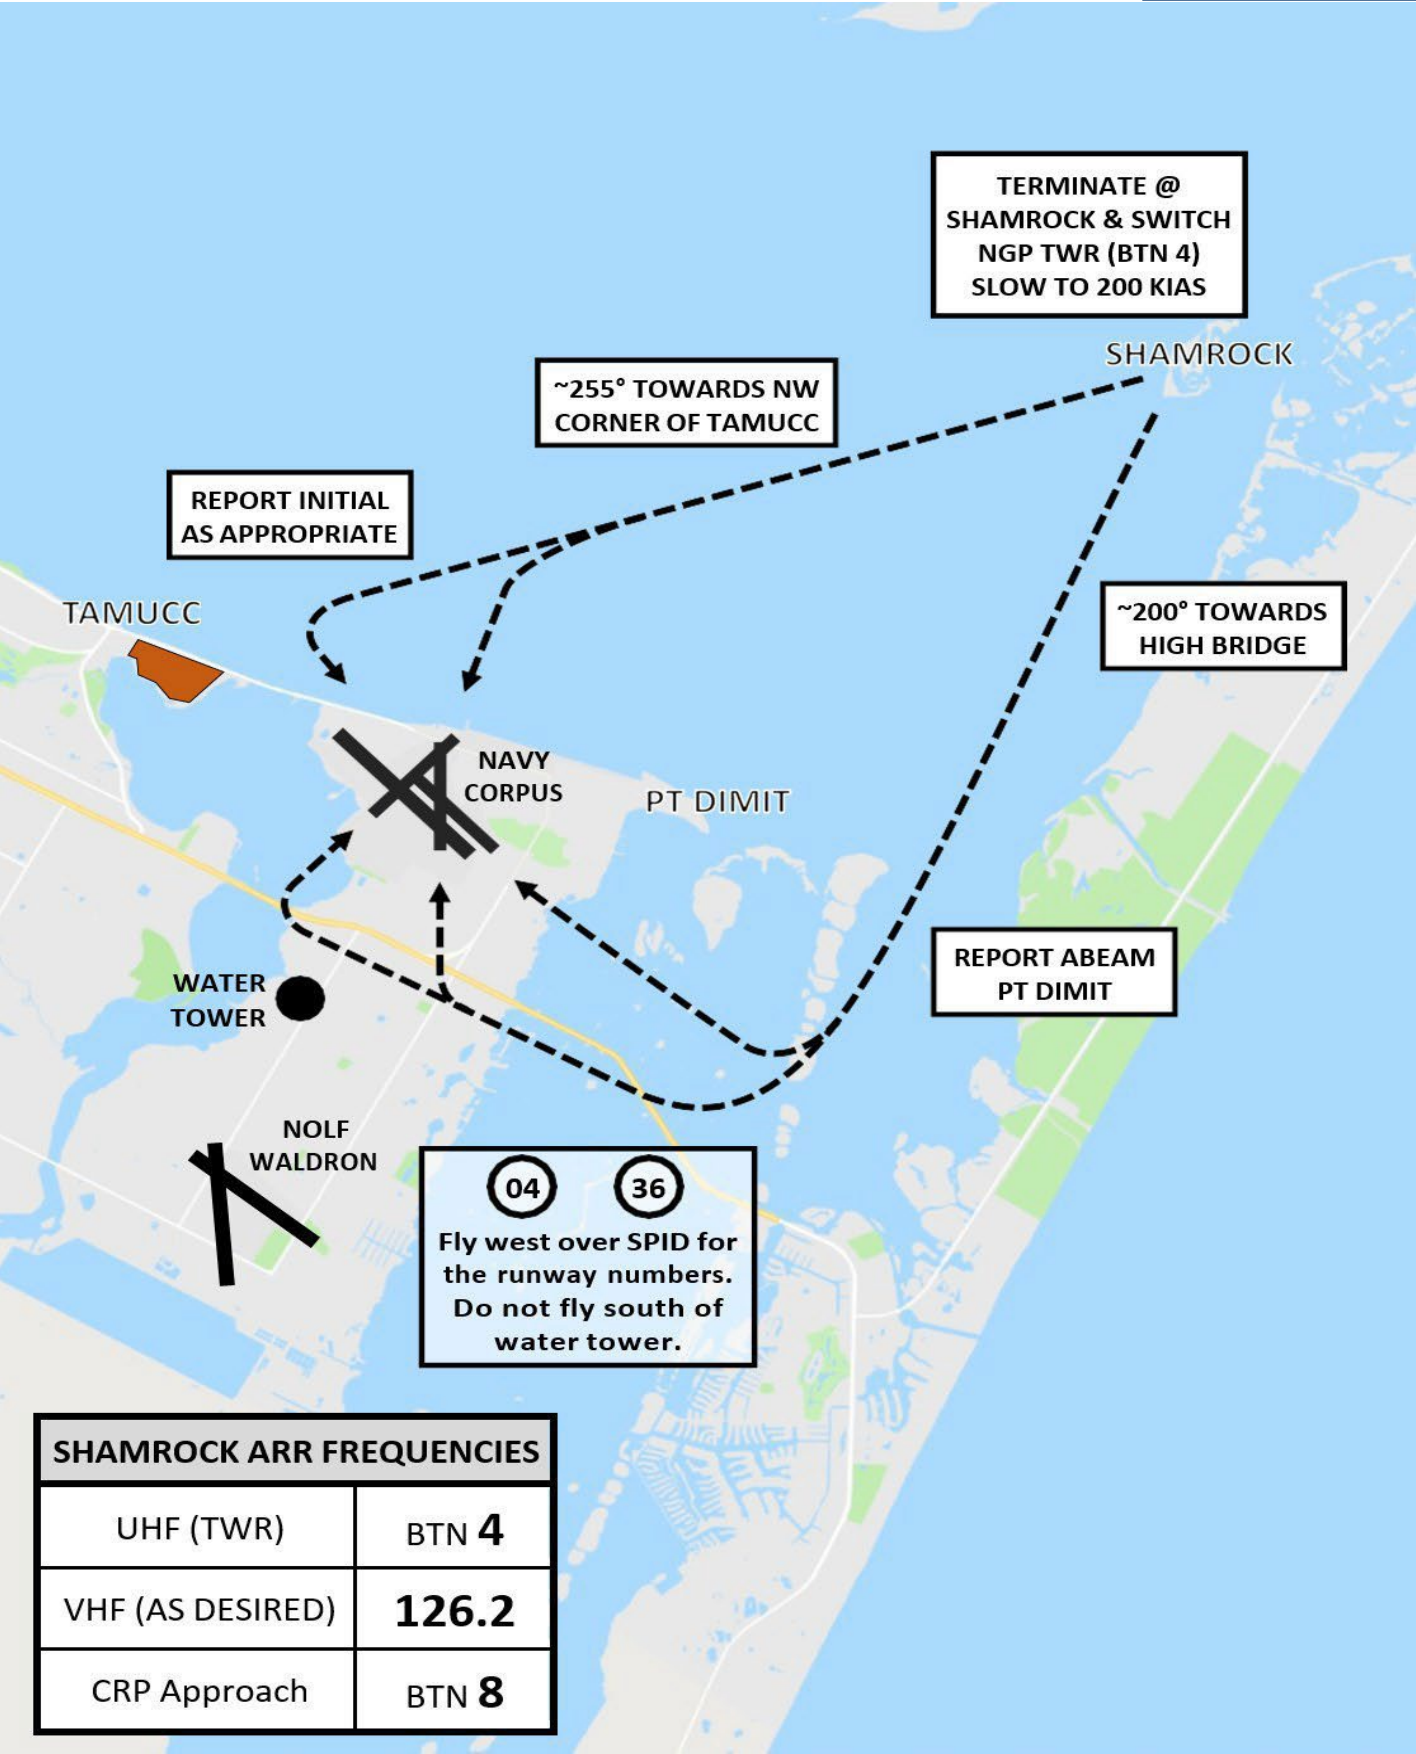 TERMINATE @
SHAMROCK & SWITCH
NGP TWR (BTN 4)
SLOW TO 200 KIAS
SHAMROCK
~255° TOWARDS NW
CORNER OF TAMUCC
REPORT INITIAL
AS APPROPRIATE
TAMUCC
~200° TOWARDS
HIGH BRIDGE
NAVY
CORPUS
PT DIMIT
REPORT ABEAM
PT DIMIT
WATER
TOWER
NOLF
WALDRON
04 36
Fly west over SPID for
the runway numbers.
Do not fly south of
water tower.
SHAMROCK ARR FREQUENCIES
UHF (TWR) BTN 4
VHF (AS DESIRED) 126.2
CRP Approach BTN 8